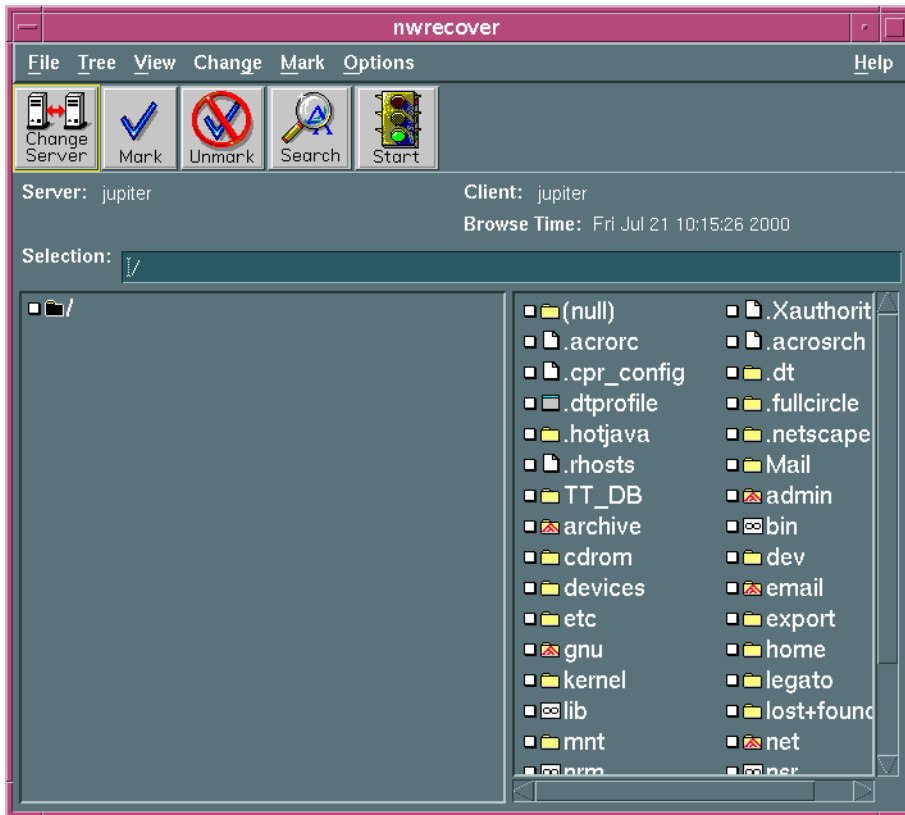 nwrecover
File Tree View Change Mark Options Help
Change Server Mark Unmark Search Start
Server: jupiter Client: jupiter
Browse Time: Fri Jul 21 10:15:26 2000
Selection: /
/
(null) .Xauthorit
.acrorc .acrosrch
.cpr_config .dt
.dtprofile .fullcircle
.hotjava .netscape
.rhosts Mail
TT_DB admin
archive bin
cdrom dev
devices email
etc export
gnu home
kernel legato
lib lost+found
mnt net
nrm nsr